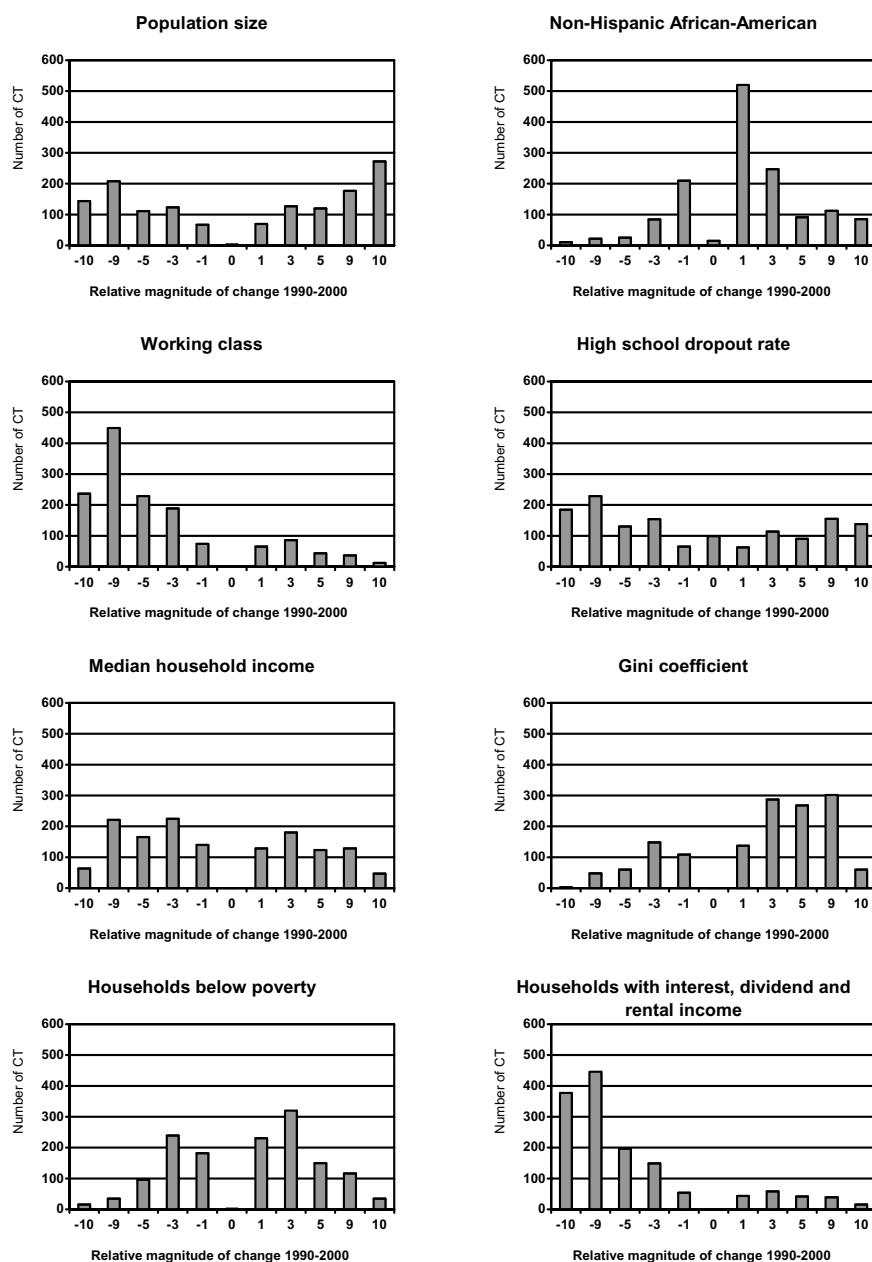 Population size
Number of CT
600
500
400
300
200
100
0
-10 -9 -5 -3 -1 0 1 3 5 9 10
Relative magnitude of change 1990-2000
Non-Hispanic African-American
Number of CT
600
500
400
300
200
100
0
-10 -9 -5 -3 -1 0 1 3 5 9 10
Relative magnitude of change 1990-2000
Working class
Number of CT
600
500
400
300
200
100
0
-10 -9 -5 -3 -1 0 1 3 5 9 10
Relative magnitude of change 1990-2000
High school dropout rate
Number of CT
600
500
400
300
200
100
0
-10 -9 -5 -3 -1 0 1 3 5 9 10
Relative magnitude of change 1990-2000
Median household income
Number of CT
600
500
400
300
200
100
0
-10 -9 -5 -3 -1 0 1 3 5 9 10
Relative magnitude of change 1990-2000
Gini coefficient
Number of CT
600
500
400
300
200
100
0
-10 -9 -5 -3 -1 0 1 3 5 9 10
Relative magnitude of change 1990-2000
Households below poverty
Number of CT
600
500
400
300
200
100
0
-10 -9 -5 -3 -1 0 1 3 5 9 10
Relative magnitude of change 1990-2000
Households with interest, dividend and
rental income
Number of CT
600
500
400
300
200
100
0
-10 -9 -5 -3 -1 0 1 3 5 9 10
Relative magnitude of change 1990-2000